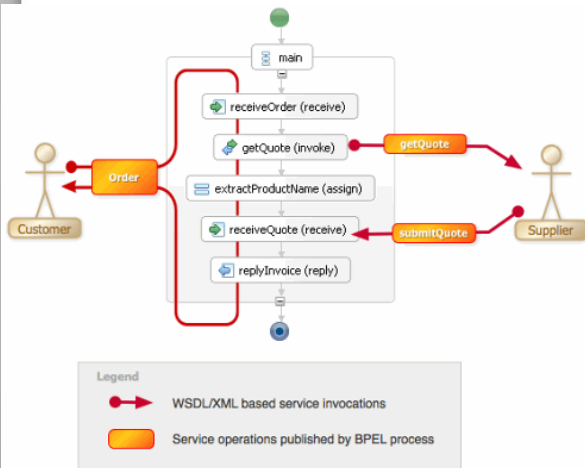 main
receiveOrder (receive)
getQuote (invoke)
getQuote
Order
extractProductName (assign)
Customer
receiveQuote (receive)
submitQuote
Supplier
replyInvoice (reply)
Legend
WSDL/XML based service invocations
Service operations published by BPEL process